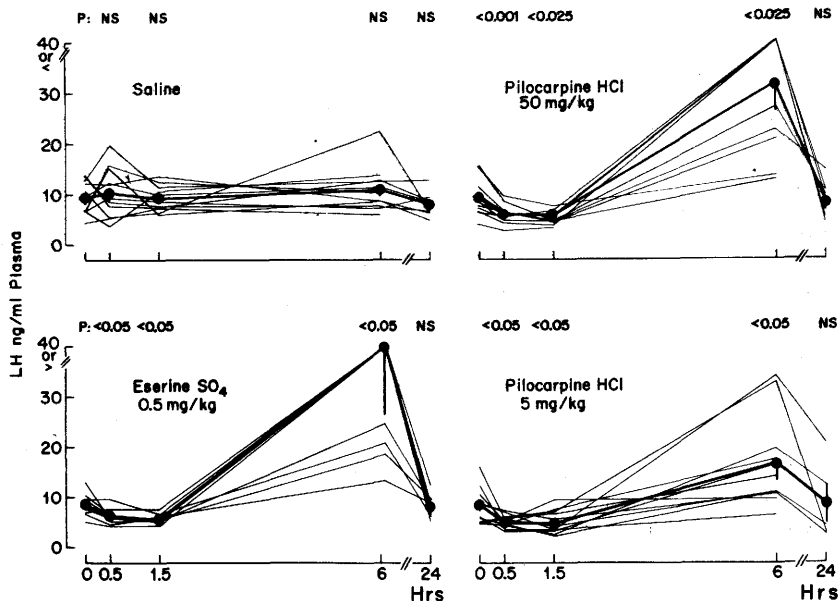 P: NS NS NS
<0.001 <0.025 <0.025 NS
40
or
<
30
20
10
0
Saline
Pilocarpine HCl
50 mg/kg
LH ng/ml Plasma
P: <0.05 <0.05 <0.05 NS
<0.05 <0.05 <0.05 NS
40
or
>
30
20
10
0
Eserine SO4
0.5 mg/kg
Pilocarpine HCl
5 mg/kg
0 0.5 1.5 6 24
Hrs
0 0.5 1.5 6 24
Hrs